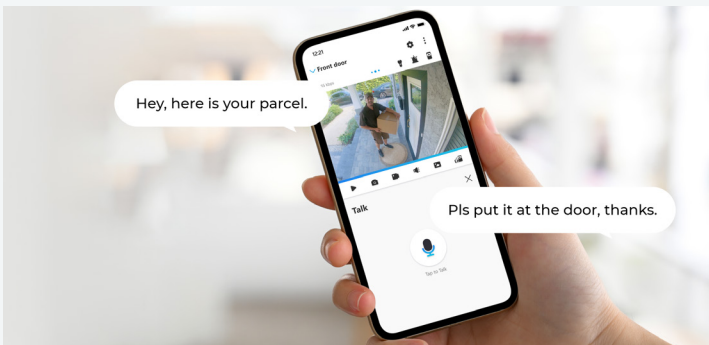 12:21
Front door
Hey, here is your parcel.
Talk
Pls put it at the door, thanks.
Tap to Talk